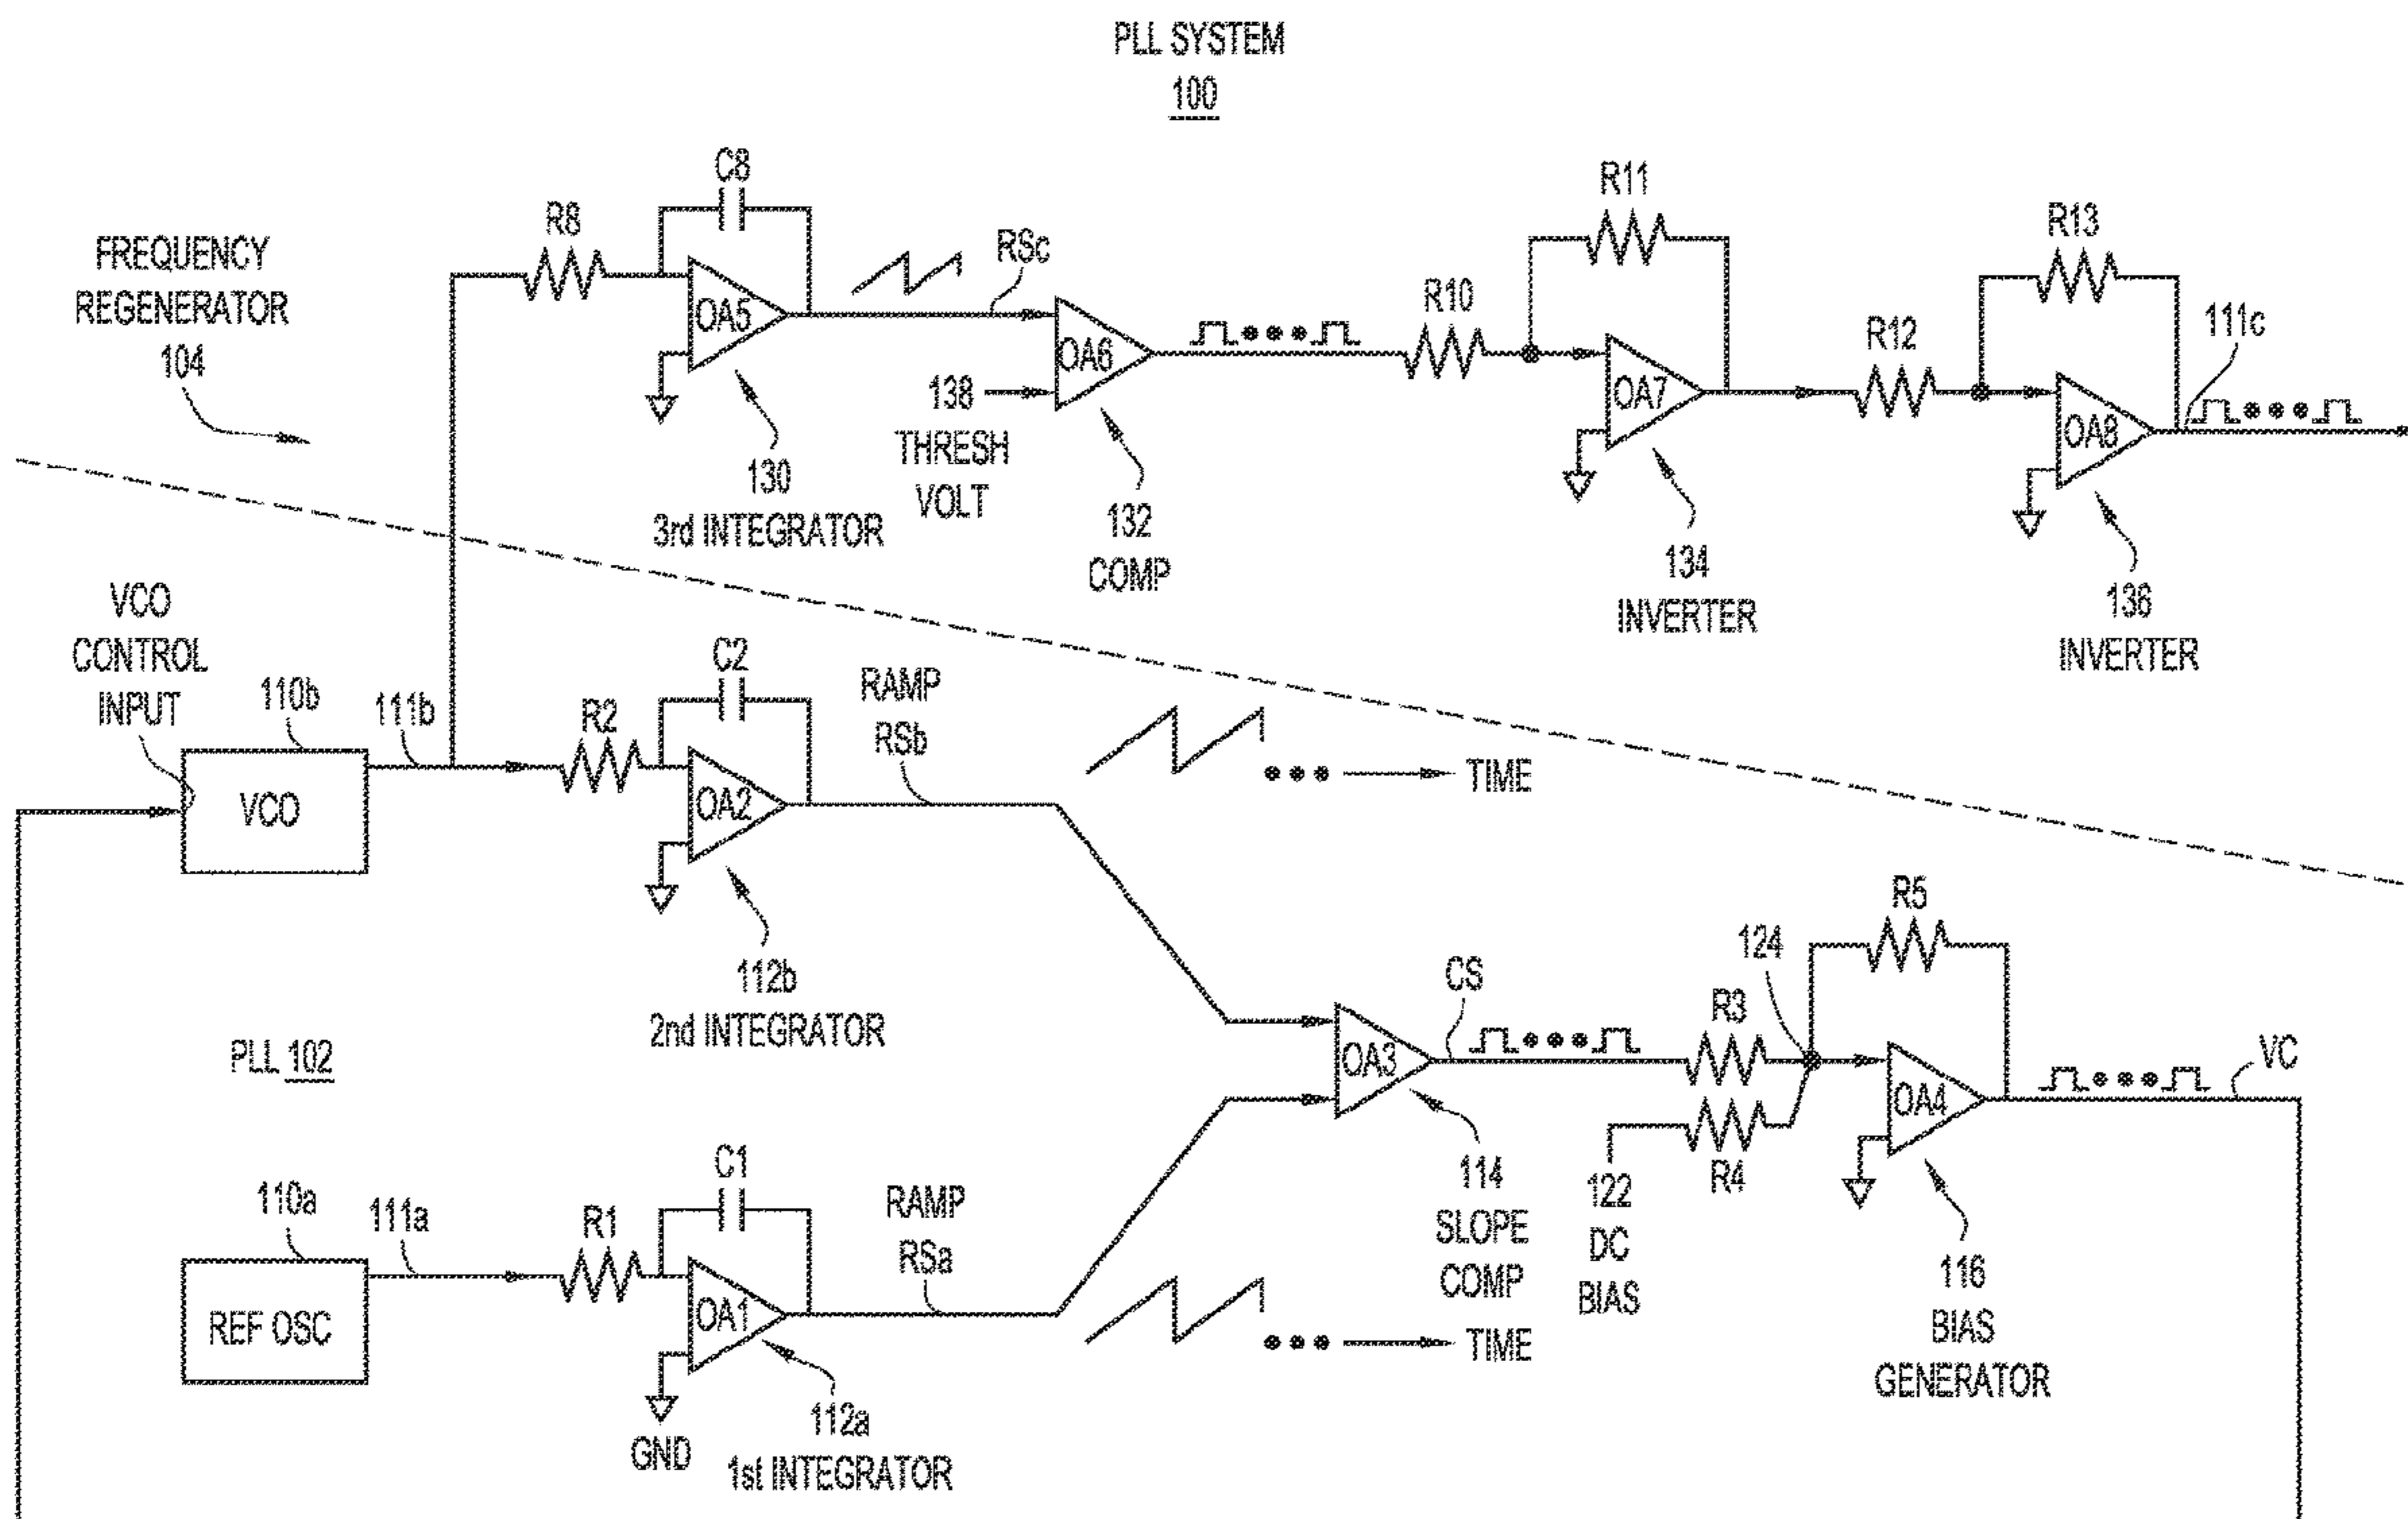 PLL SYSTEM
100
FREQUENCY
REGENERATOR
104
R8
C8
OA5
130
3rd INTEGRATOR
RSc
138
THRESH
VOLT
OA6
132
COMP
R10
R11
OA7
134
INVERTER
R12
R13
OA8
136
INVERTER
111c
VCO
CONTROL
INPUT
110b
VCO
111b
R2
C2
OA2
112b
2nd INTEGRATOR
RAMP
RSb
TIME
PLL 102
110a
REF OSC
111a
R1
C1
OA1
GND
112a
1st INTEGRATOR
RAMP
RSa
TIME
OA3
114
SLOPE
COMP
CS
R3
R4
122
DC
BIAS
124
R5
OA4
116
BIAS
GENERATOR
VC